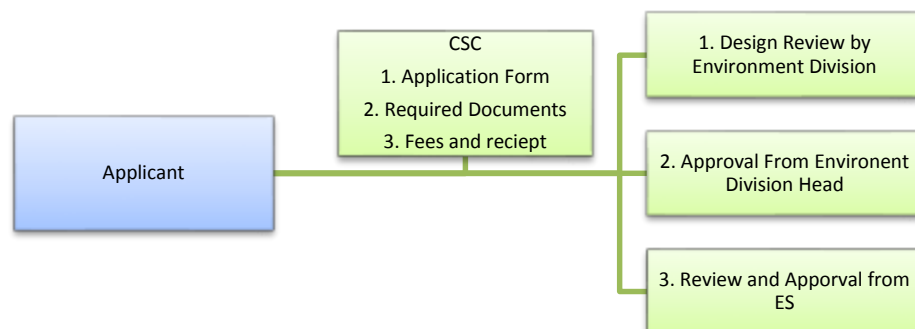 Applicant
CSC
1. Application Form
2. Required Documents
3. Fees and reciept
1. Design Review by
Environment Division
2. Approval From Environent
Division Head
3. Review and Apporval from
ES